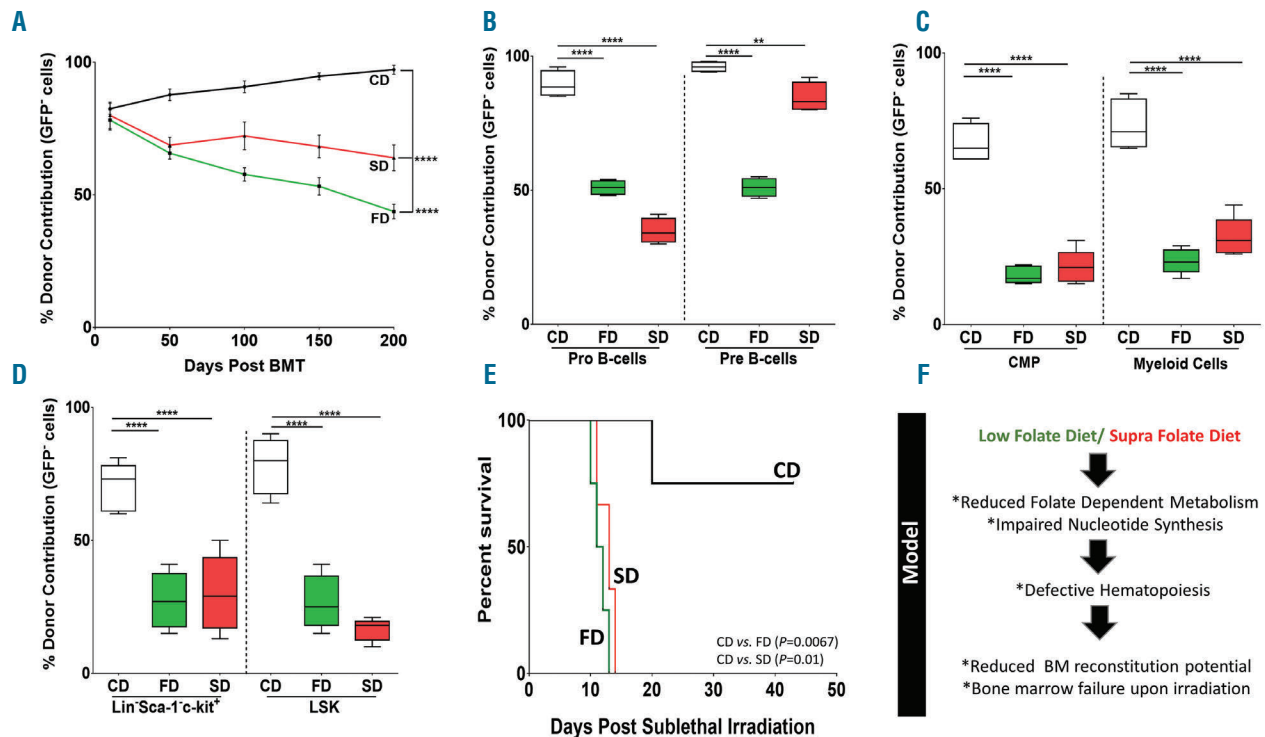 A
% Donor Contribution (GFP⁻ cells)
100
50
0
CD
SD
FD
****
****
0 50 100 150 200
Days Post BMT
B
% Donor Contribution (GFP⁻ cells)
100
50
0
****
****
**
****
CD FD SD CD FD SD
Pro B-cells Pre B-cells
C
% Donor Contribution (GFP⁻ cells)
100
50
0
****
****
****
****
CD FD SD CD FD SD
CMP Myeloid Cells
D
% Donor Contribution (GFP⁻ cells)
100
50
0
****
****
****
****
CD FD SD CD FD SD
Lin⁻Sca-1⁻c-kit⁺ LSK
E
Percent survival
100
50
0
CD
SD
FD
CD vs. FD (P=0.0067)
CD vs. SD (P=0.01)
0 10 20 30 40 50
Days Post Sublethal Irradiation
F
Model
Low Folate Diet/ Supra Folate Diet
*Reduced Folate Dependent Metabolism
*Impaired Nucleotide Synthesis
*Defective Hematopoiesis
*Reduced BM reconstitution potential
*Bone marrow failure upon irradiation